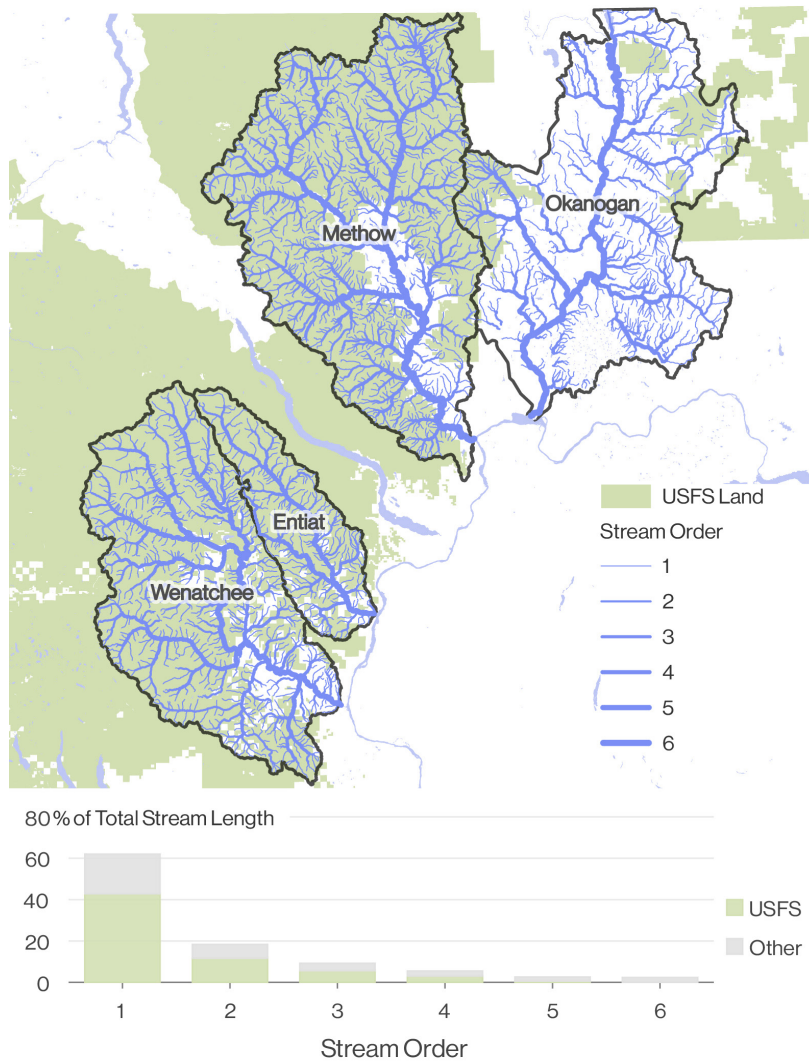 Okanogan
Methow
Entiat
Wenatchee
USFS Land
Stream Order
1
2
3
4
5
6
80% of Total Stream Length
60
40
20
0
USFS
Other
1 2 3 4 5 6
Stream Order